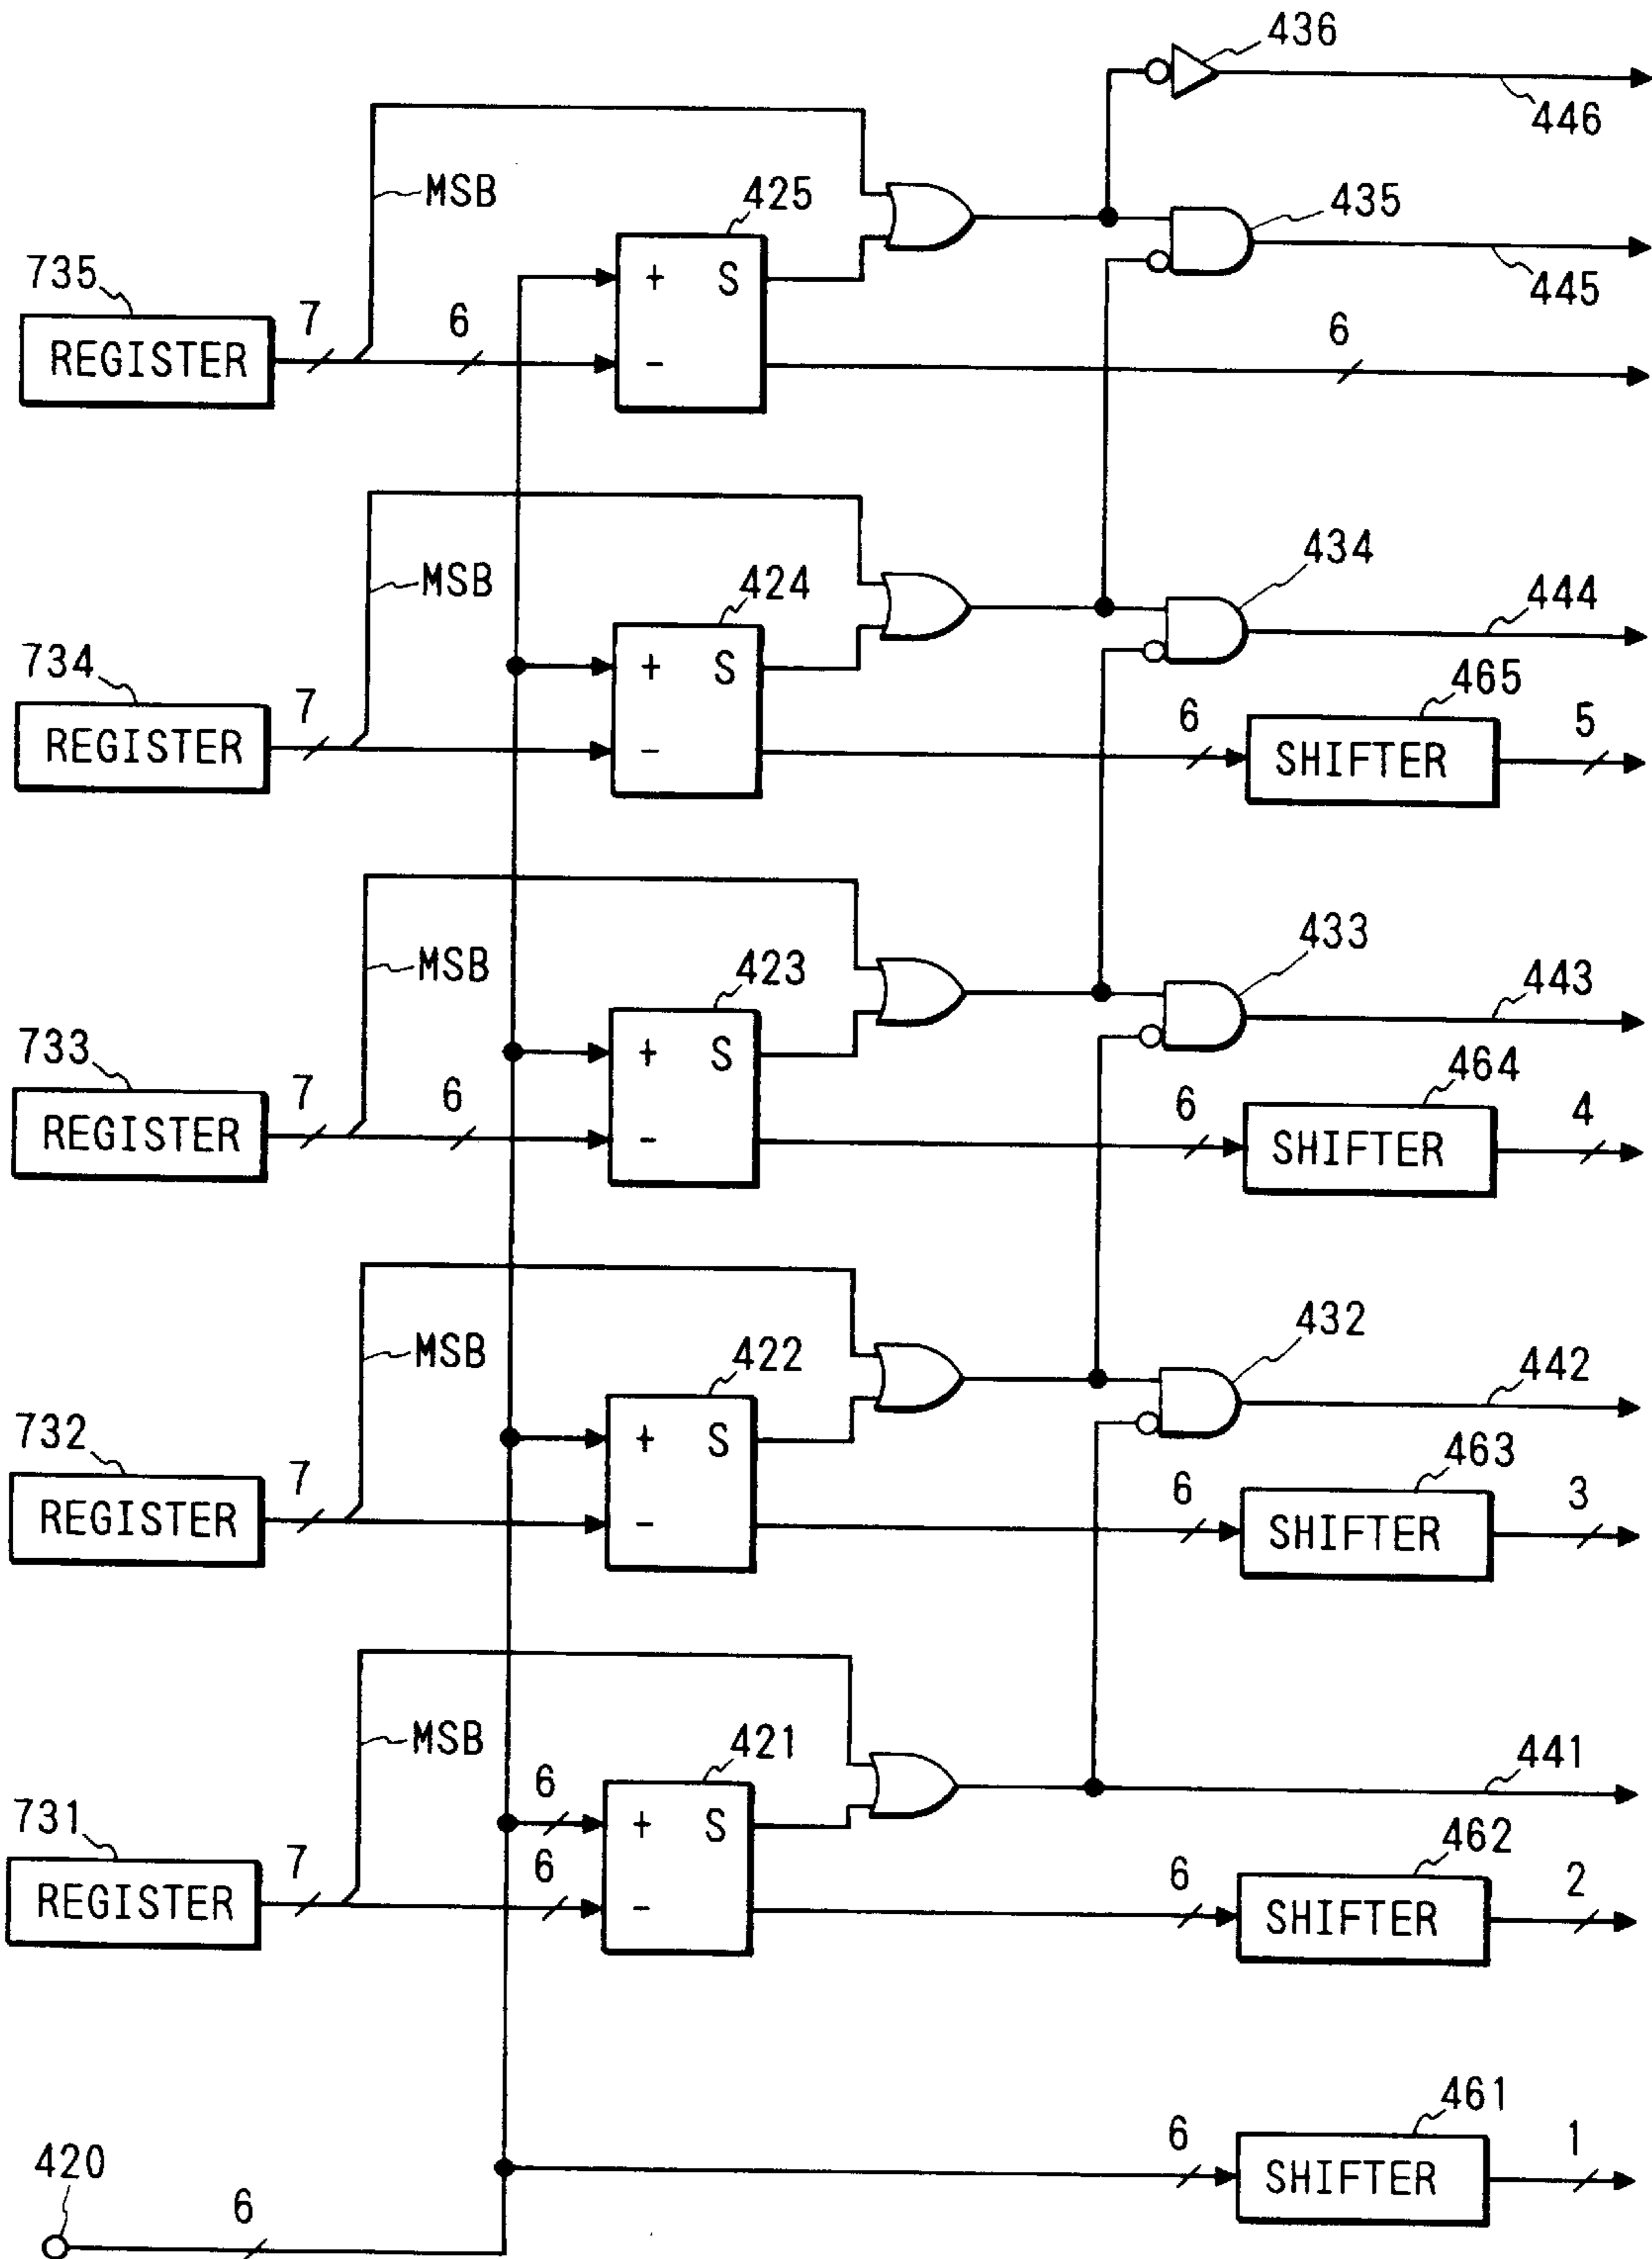 436
446
MSB
425
435
735
7
6
+ S
445
REGISTER
-
6
MSB
424
434
444
734
7
+ S
465
REGISTER
-
6
SHIFTER
5
MSB
423
433
443
733
7
6
+ S
464
REGISTER
-
6
SHIFTER
4
MSB
422
432
442
732
7
+ S
463
REGISTER
-
6
SHIFTER
3
MSB
421
441
731
7
6
+ S
6
462
REGISTER
-
6
SHIFTER
2
461
6
SHIFTER
1
420
6